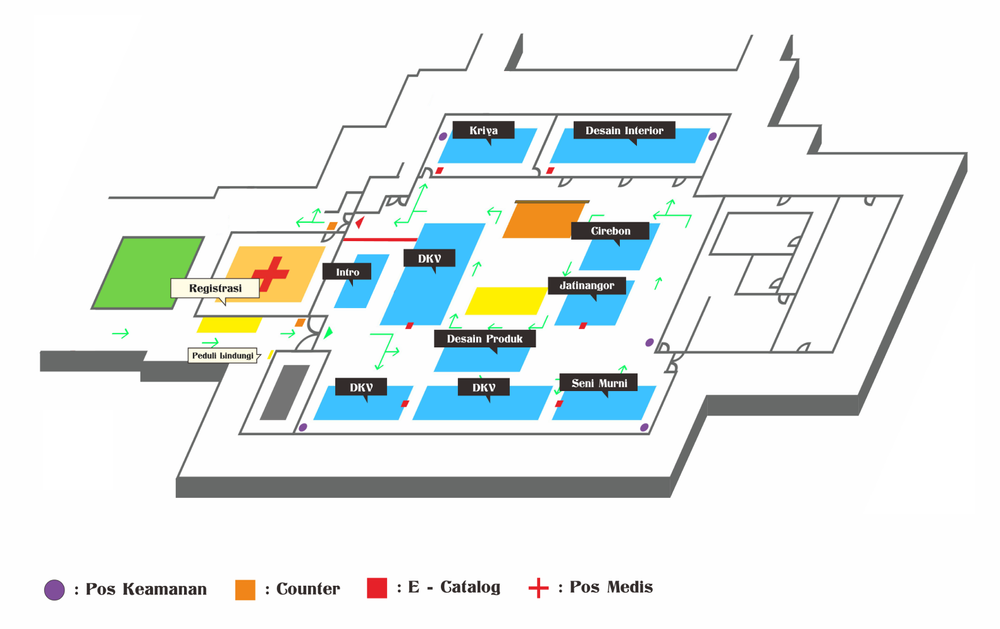 Kriya
Desain Interior
Cirebon
DKV
Intro
Jatinangor
Registrasi
Desain Produk
Peduli Lindungi
DKV
DKV
Seni Murni
: Pos Keamanan
: Counter
: E - Catalog
: Pos Medis